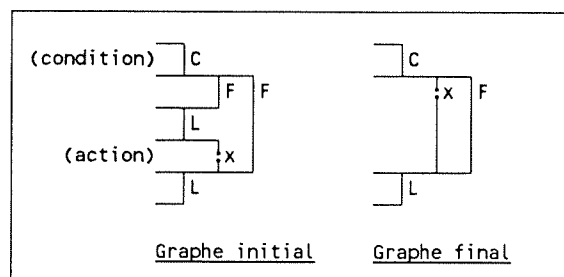 (condition) C C
F F x F
L
(action) x
L L
Graphe initial Graphe final